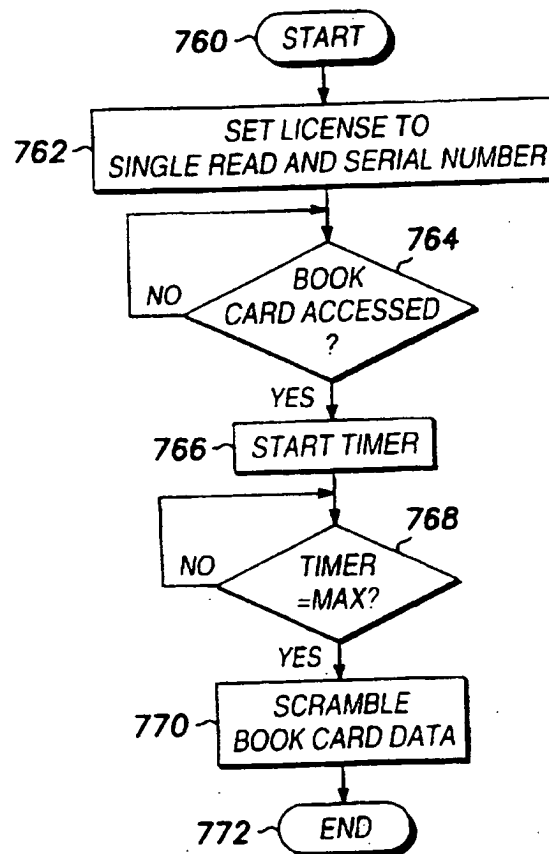 760
START
762
SET LICENSE TO
SINGLE READ AND SERIAL NUMBER
764
BOOK
CARD ACCESSED
?
NO
YES
766
START TIMER
768
TIMER
=MAX?
NO
YES
770
SCRAMBLE
BOOK CARD DATA
772
END